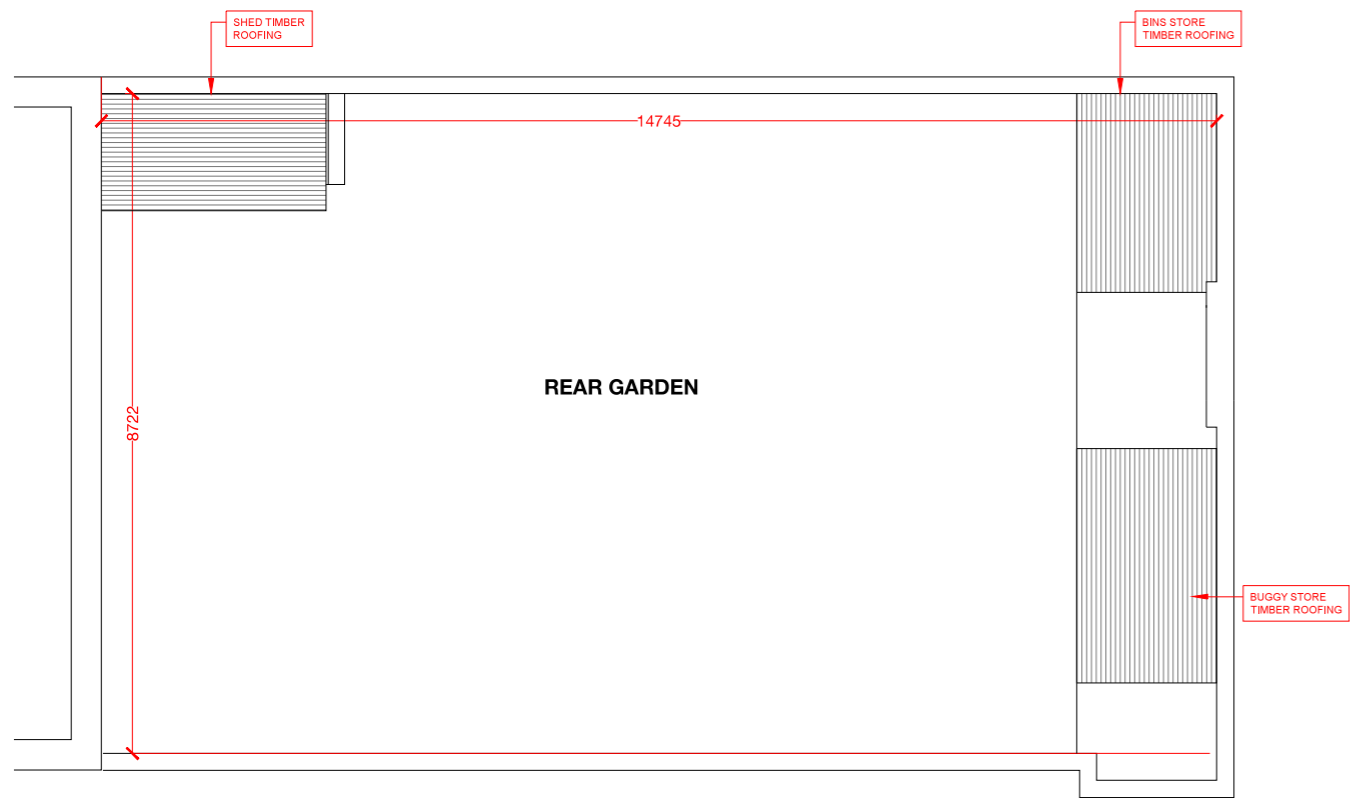 SHED TIMBER
ROOFING
BINS STORE
TIMBER ROOFING
14745
REAR GARDEN
8722
BUGGY STORE
TIMBER ROOFING